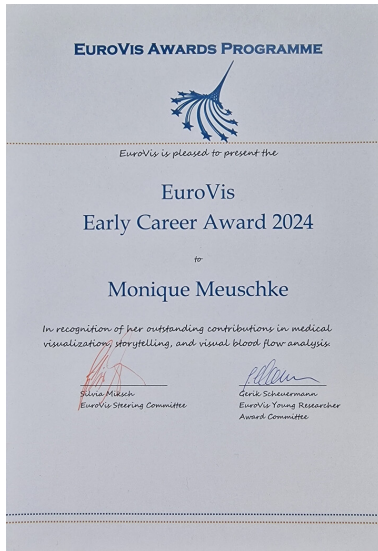 EUROVIS AWARDS PROGRAMME
EuroVis is pleased to present the
EuroVis
Early Career Award 2024
to
Monique Meuschke
In recognition of her outstanding contributions in medical
visualization, storytelling, and visual blood flow analysis.
Silvia Miksch
EuroVis Steering Committee
Gerik Scheuermann
EuroVis Young Researcher
Award Committee